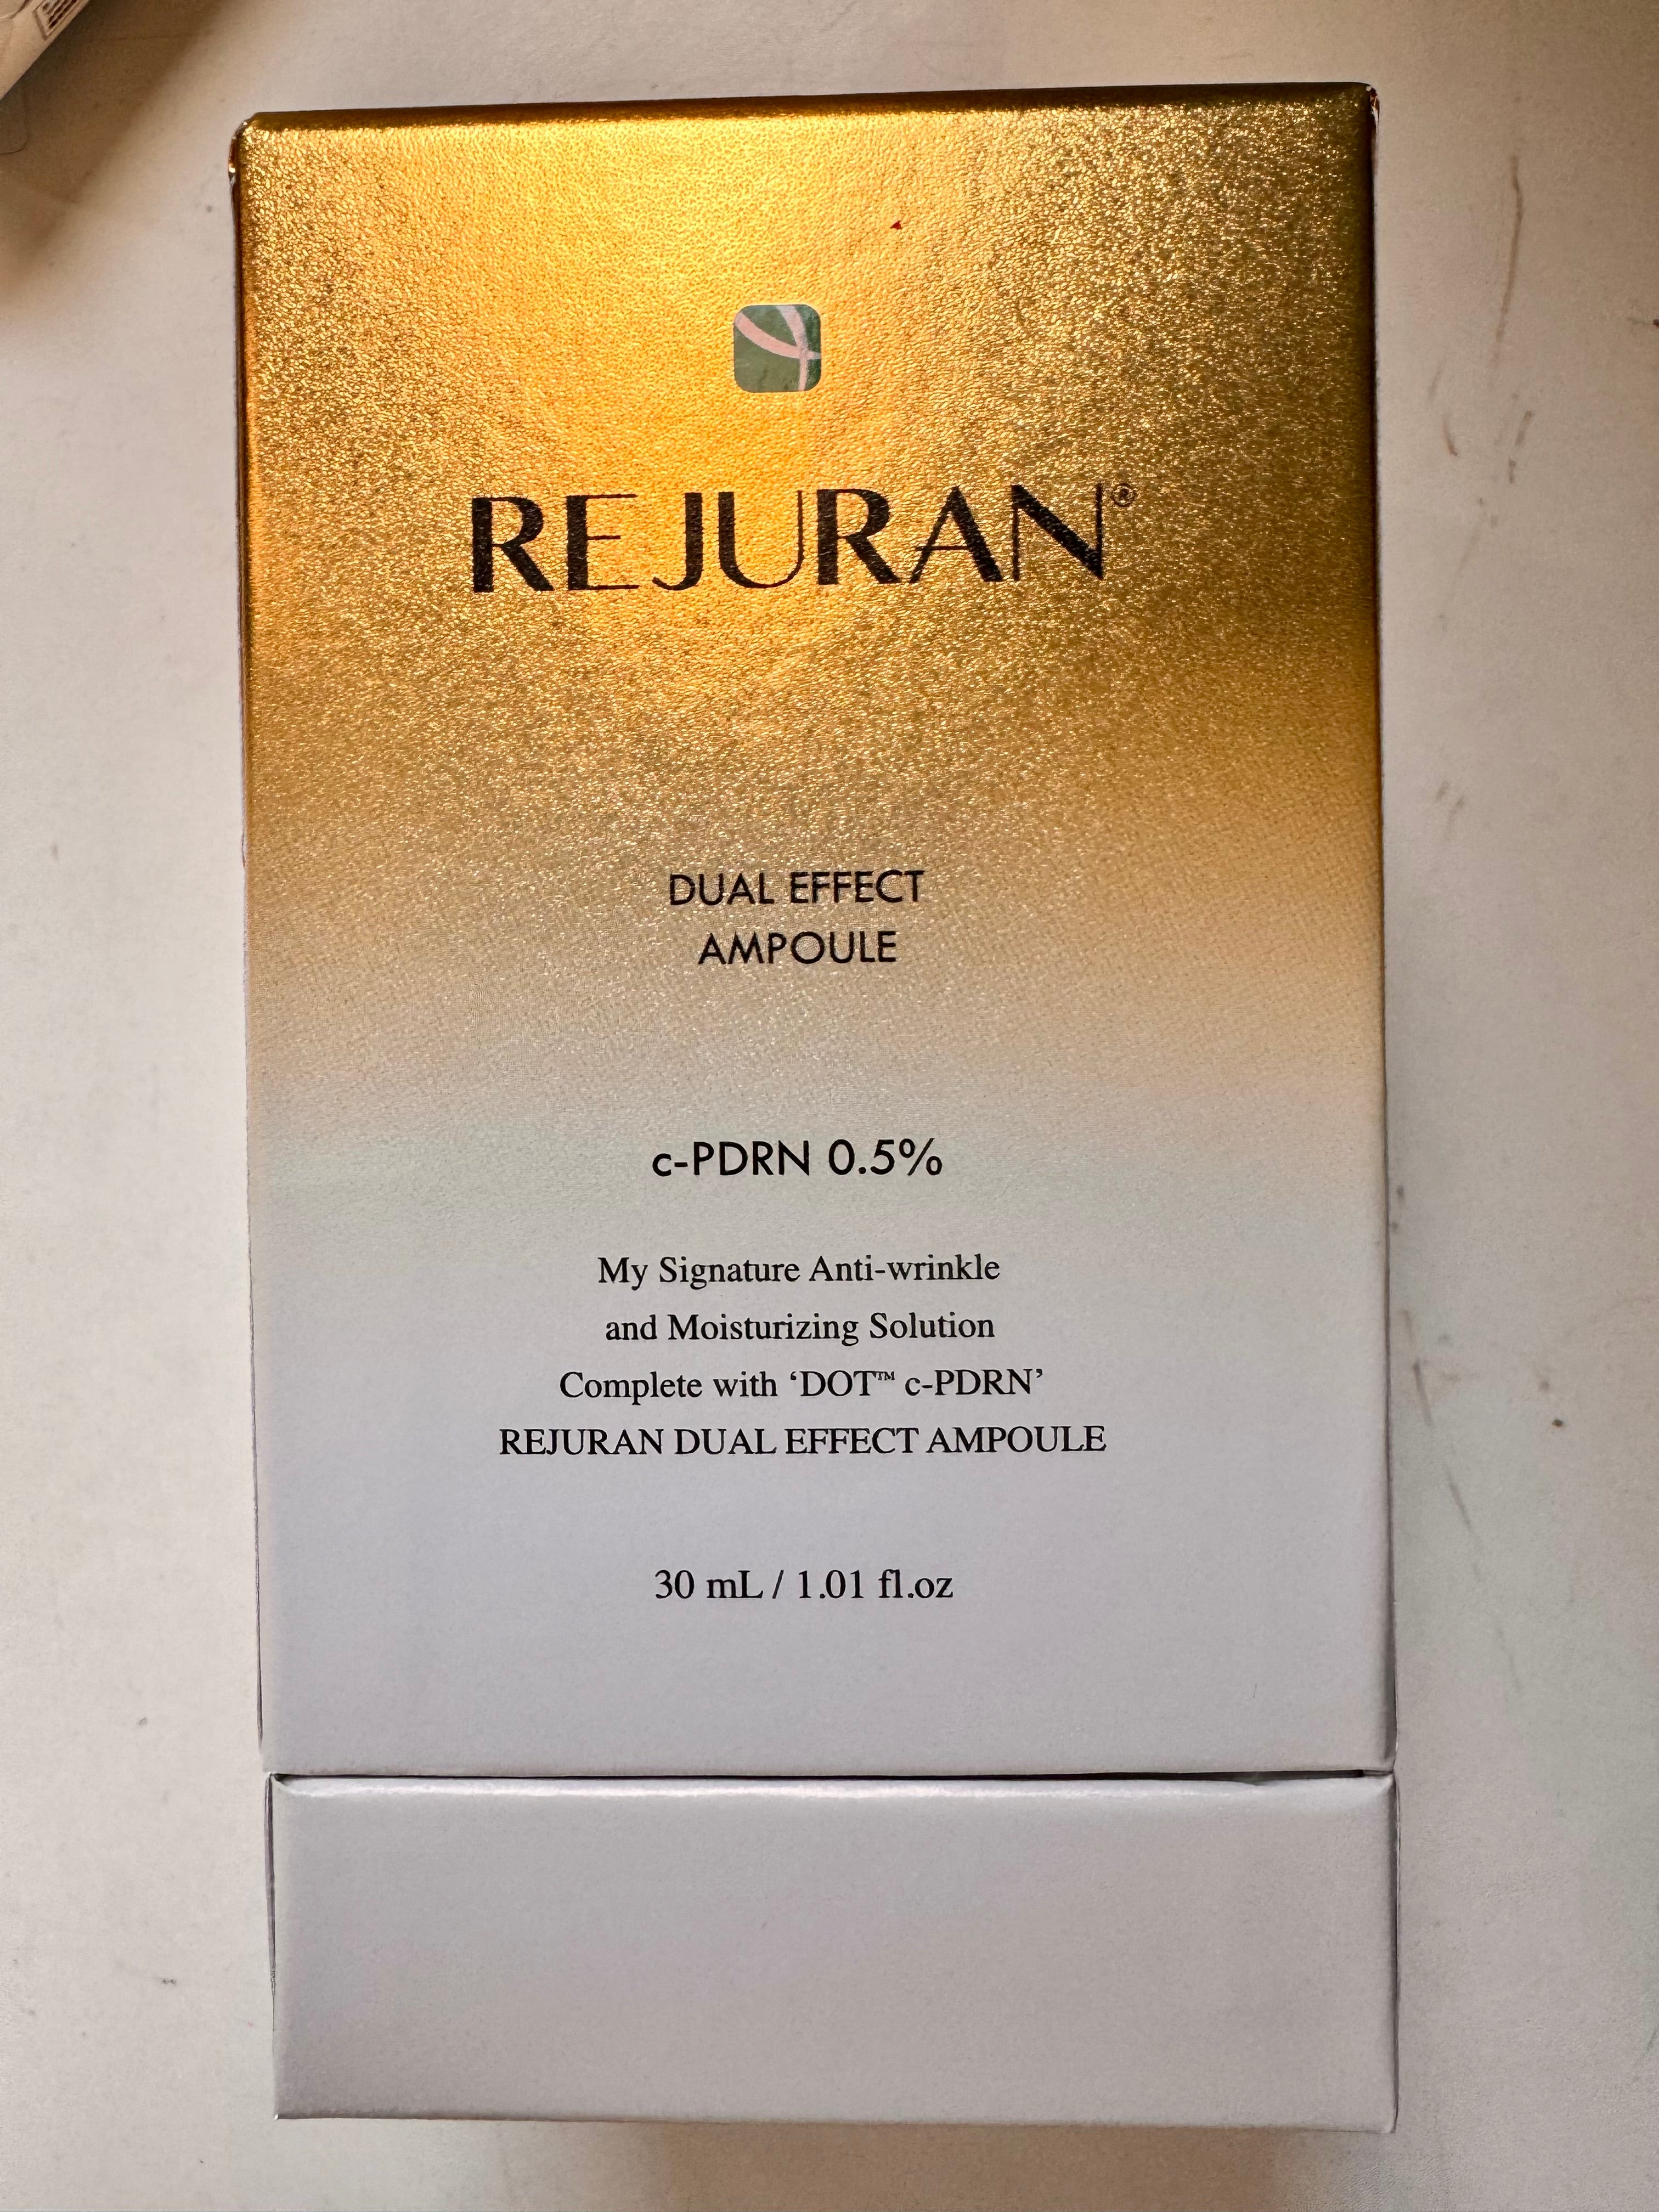 REJURAN®
DUAL EFFECT
AMPOULE
c-PDRN 0.5%
My Signature Anti-wrinkle
and Moisturizing Solution
Complete with ‘DOT™ c-PDRN’
REJURAN DUAL EFFECT AMPOULE
30 mL / 1.01 fl.oz